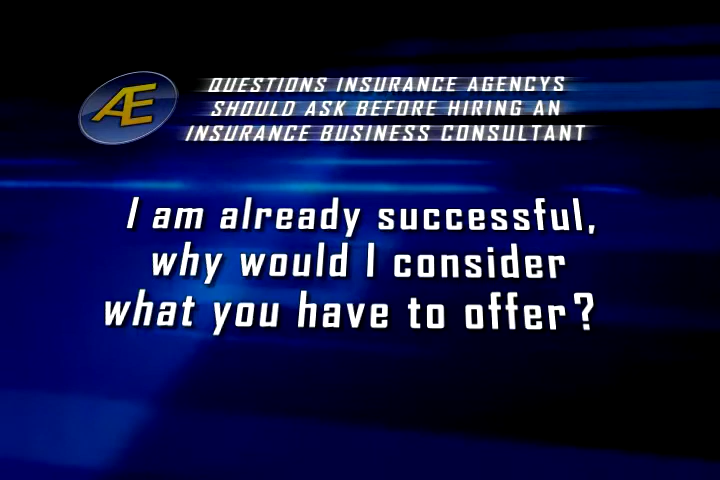 Æ
QUESTIONS INSURANCE AGENCYS
SHOULD ASK BEFORE HIRING AN
INSURANCE BUSINESS CONSULTANT
I am already successful,
why would I consider
what you have to offer?